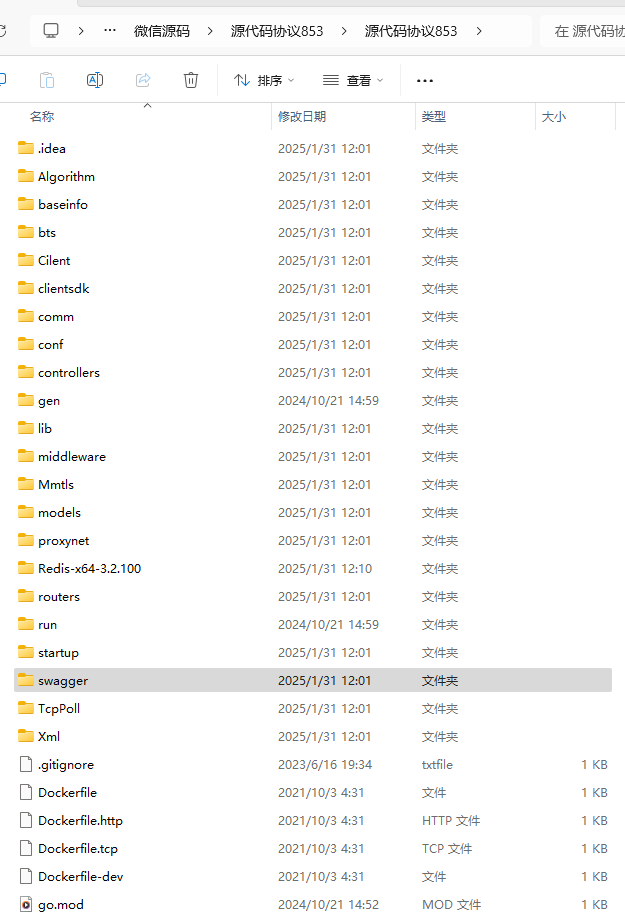 微信源码 源代码协议853 源代码协议853 在 源代码协
排序 查看
名称 修改日期 类型 大小
.idea 2025/1/31 12:01 文件夹
Algorithm 2025/1/31 12:01 文件夹
baseinfo 2025/1/31 12:01 文件夹
bts 2025/1/31 12:01 文件夹
Cilent 2025/1/31 12:01 文件夹
clientsdk 2025/1/31 12:01 文件夹
comm 2025/1/31 12:01 文件夹
conf 2025/1/31 12:01 文件夹
controllers 2025/1/31 12:01 文件夹
gen 2024/10/21 14:59 文件夹
lib 2025/1/31 12:01 文件夹
middleware 2025/1/31 12:01 文件夹
Mmtls 2025/1/31 12:01 文件夹
models 2025/1/31 12:01 文件夹
proxynet 2025/1/31 12:01 文件夹
Redis-x64-3.2.100 2025/1/31 12:10 文件夹
routers 2025/1/31 12:01 文件夹
run 2024/10/21 14:59 文件夹
startup 2025/1/31 12:01 文件夹
swagger 2025/1/31 12:01 文件夹
TcpPoll 2025/1/31 12:01 文件夹
Xml 2025/1/31 12:01 文件夹
.gitignore 2023/6/16 19:34 txtfile 1 KB
Dockerfile 2021/10/3 4:31 文件 1 KB
Dockerfile.http 2021/10/3 4:31 HTTP 文件 1 KB
Dockerfile.tcp 2021/10/3 4:31 TCP 文件 1 KB
Dockerfile-dev 2021/10/3 4:31 文件 1 KB
go.mod 2024/10/21 14:52 MOD 文件 1 KB